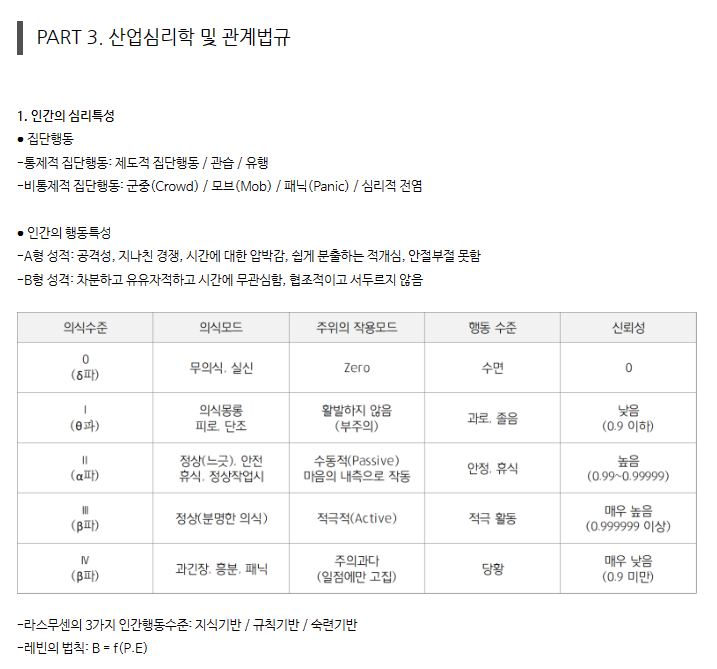 PART 3. 산업심리학 및 관계법규
1. 인간의 심리특성
● 집단행동
-통제적 집단행동: 제도적 집단행동 / 관습 / 유행
-비통제적 집단행동: 군중(Crowd) / 모브(Mob) / 패닉(Panic) / 심리적 전염
● 인간의 행동특성
-A형 성적: 공격성, 지나친 경쟁, 시간에 대한 압박감, 쉽게 분출하는 적개심, 안절부절 못함
-B형 성격: 차분하고 유유자적하고 시간에 무관심함, 협조적이고 서두르지 않음
의식수준 의식모드 주위의 작용모드 행동 수준 신뢰성
0
(δ파)
무의식, 실신
Zero
수면
0
Ⅰ
(θ파)
의식몽롱
피로, 단조
활발하지 않음
(부주의)
과로, 졸음
낮음
(0.9 이하)
Ⅱ
(α파)
정상(느긋), 안전
휴식, 정상작업시
수동적(Passive)
마음의 내측으로 작동
안정, 휴식
높음
(0.99~0.99999)
Ⅲ
(β파)
정상(분명한 의식)
적극적(Active)
적극 활동
매우 높음
(0.999999 이상)
Ⅳ
(β파)
과긴장, 흥분, 패닉
주의과다
(일점에만 고집)
당황
매우 낮음
(0.9 미만)
-라스무센의 3가지 인간행동수준: 지식기반 / 규칙기반 / 숙련기반
-레빈의 법칙: B = f(P.E)